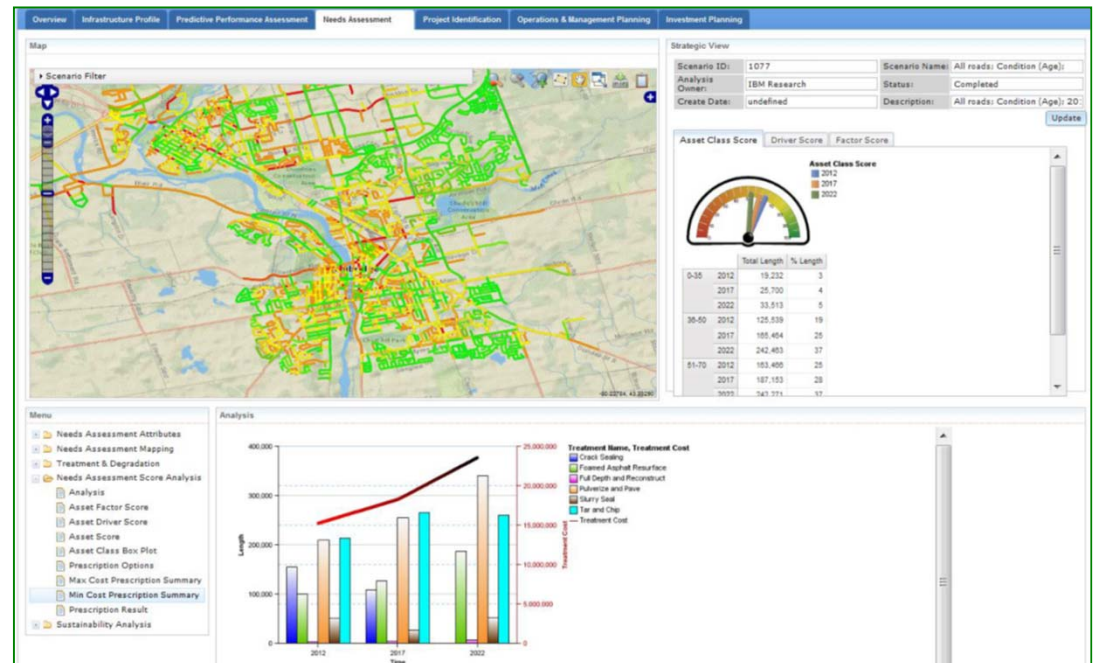 Overview Infrastructure Profile Predictive Performance Assessment Needs Assessment Project Identification Operations & Management Planning Investment Planning
Map
Scenario Filter
Strategic View
Scenario ID: 1077 Scenario Name: All roads: Condition (Age):
Analysis Owner: IBM Research Status: Completed
Create Date: undefined Description: All roads: Condition (Age): 20
Update
Asset Class Score Driver Score Factor Score
Asset Class Score
2012
2017
2022
Total Length % Length
0-35 2012 19,232 3
2017 25,700 4
2022 33,513 5
36-50 2012 125,539 19
2017 165,464 25
2022 242,463 37
51-70 2012 163,466 25
2017 187,153 28
2022 243,271 37
Menu
Needs Assessment Attributes
Needs Assessment Mapping
Treatment & Degradation
Needs Assessment Score Analysis
Analysis
Asset Factor Score
Asset Driver Score
Asset Score
Asset Class Box Plot
Prescription Options
Max Cost Prescription Summary
Min Cost Prescription Summary
Prescription Result
Sustainability Analysis
Analysis
400,000
300,000
200,000
100,000
0
Length
2012 2017 2022
Time
25,000,000
20,000,000
15,000,000
10,000,000
5,000,000
0
Treatment Cost
Treatment Name, Treatment Cost
Crack Sealing
Foamed Asphalt Resurface
Full Depth and Reconstruct
Pulverize and Pave
Slurry Seal
Tar and Chip
Treatment Cost